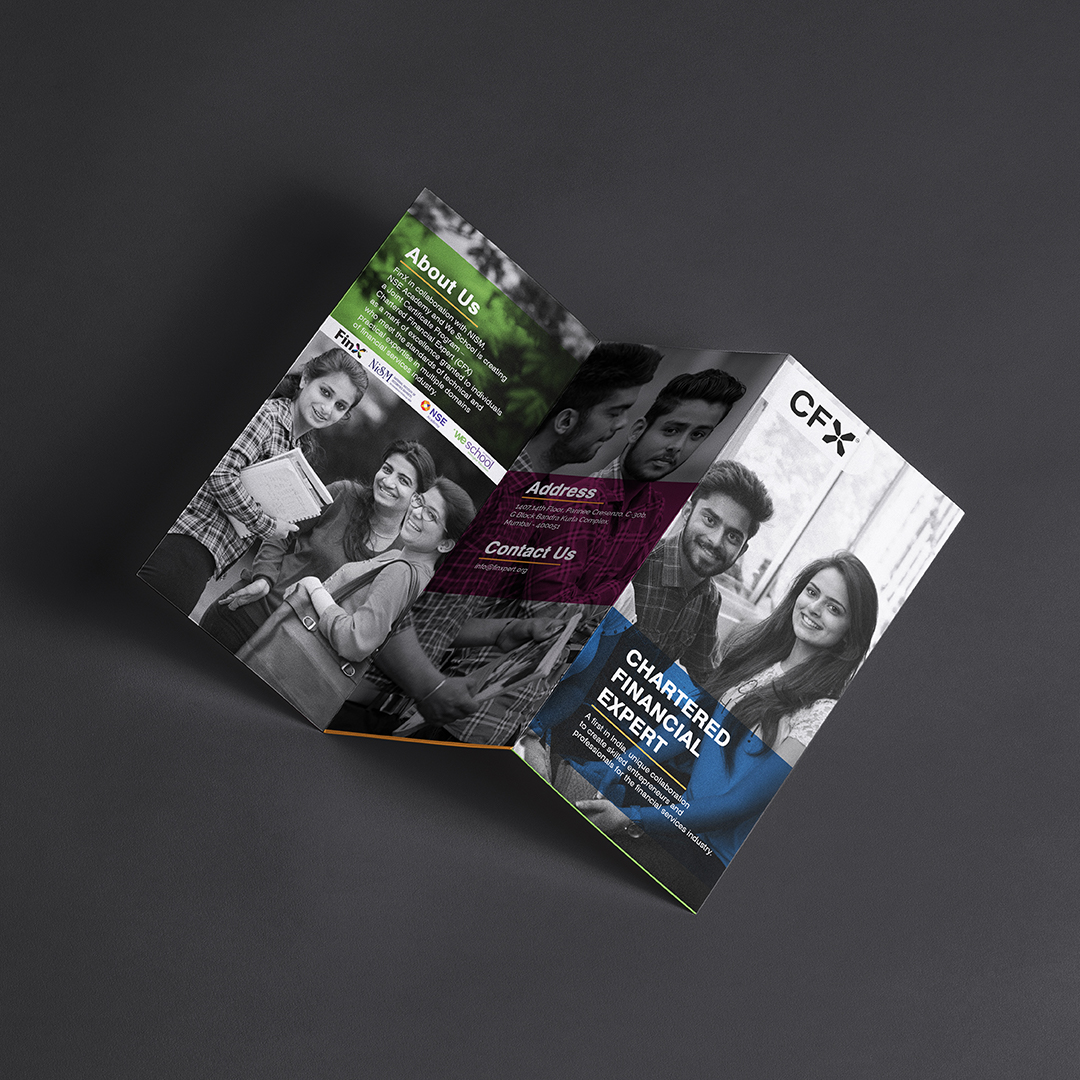 About Us
FinX in collaboration with NISM,
NSE Academy and We School is creating
a Joint Certificate Program
Chartered Financial Expert (CFX)
as a mark of excellence granted to individuals
who meet the standards of technical and
practical expertise in multiple domains
of financial services industry.
FinX
NISM
NSE
we school
Address
1407,14th Floor, Parinee Cresenzo, C-30b,
G Block Bandra Kurla Complex,
Mumbai - 400051
Contact Us
info@finxpert.org
CFX
CHARTERED
FINANCIAL
EXPERT
A first in India, unique collaboration
to create skilled entrepreneurs and
professionals for the financial services industry.